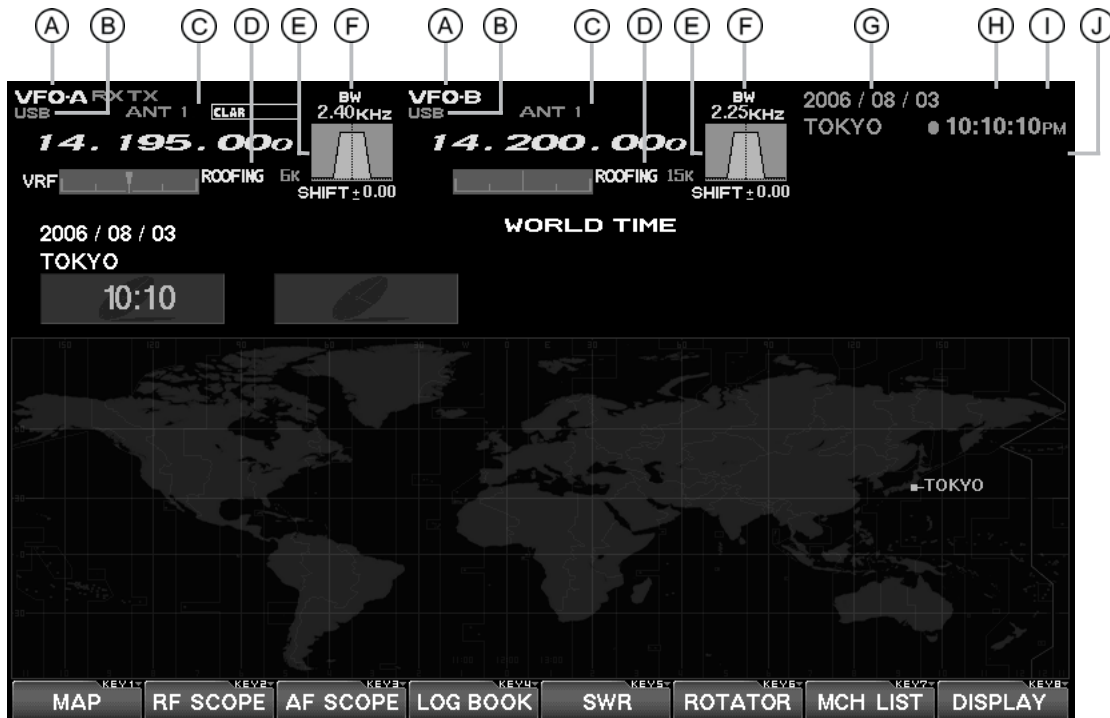 A B C D E F A B C D E F G H I J
VFO-A RX TX
USB ANT 1 CLAR
BW
2.40KHz
14.195.000
VRF ROOFING 6K
SHIFT ±0.00
VFO-B
USB ANT 1
BW
2.25KHz
14.200.000
ROOFING 15K
SHIFT ±0.00
2006 / 08 / 03
TOKYO 10:10:10PM
WORLD TIME
2006 / 08 / 03
TOKYO
10:10
TOKYO
KEY1 KEY2 KEY3 KEY4 KEY5 KEY6 KEY7 KEY8
MAP RF SCOPE AF SCOPE LOG BOOK SWR ROTATOR MCH LIST DISPLAY